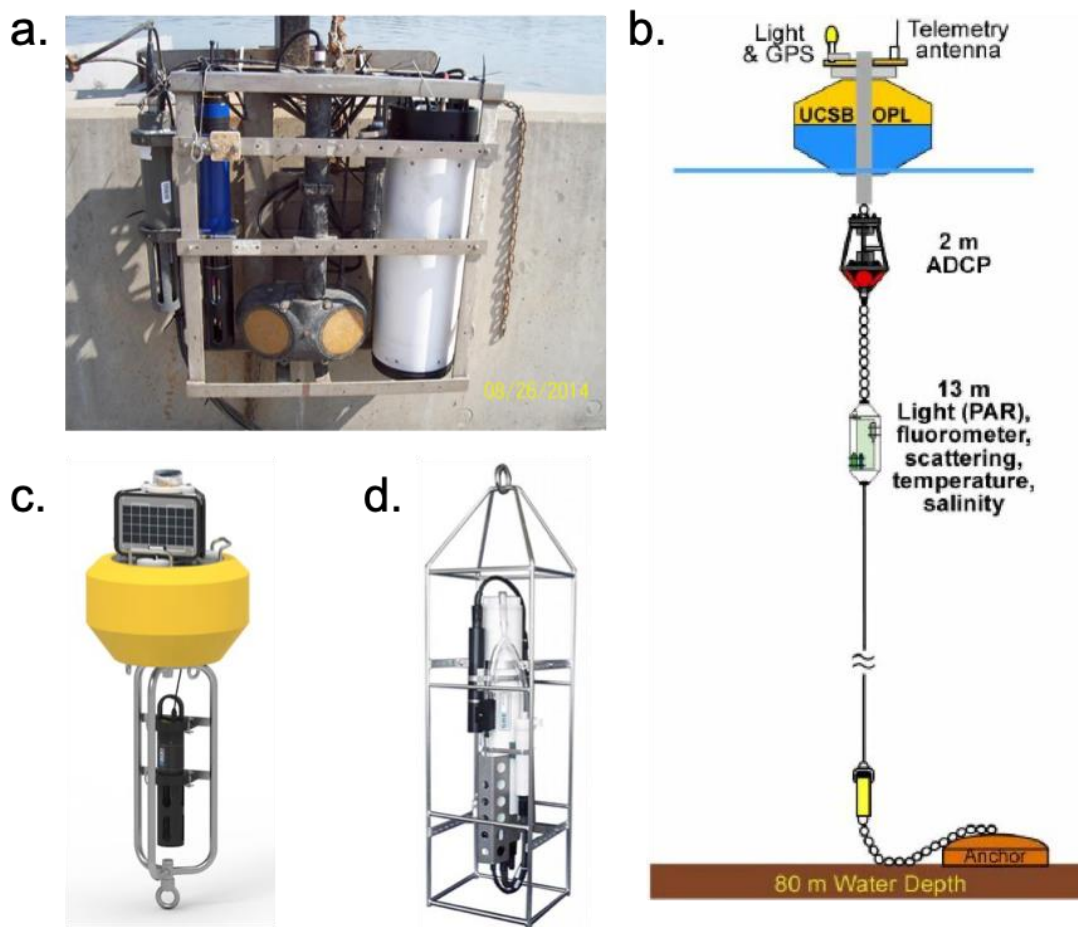 a.
08/26/2014
b.
Light
& GPS
Telemetry
antenna
UCSB OPL
2 m
ADCP
13 m
Light (PAR),
fluorometer,
scattering,
temperature,
salinity
Anchor
80 m Water Depth
c.
d.